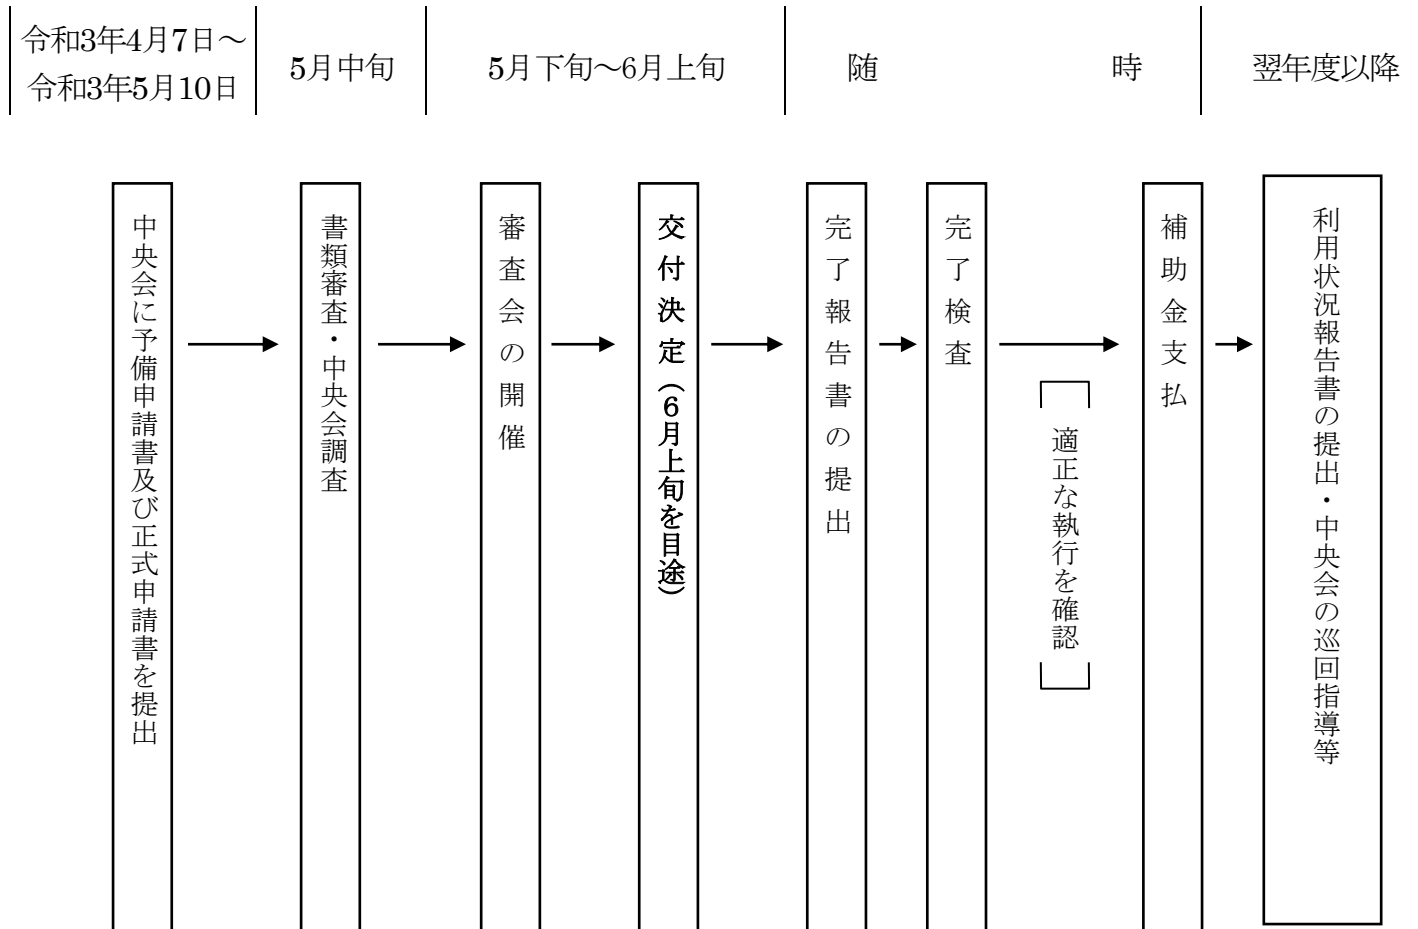 令和3年4月7日～
令和3年5月10日
5月中旬
5月下旬～6月上旬
随時
翌年度以降
中央会に予備申請書及び正式申請書を提出
書類審査・中央会調査
審査会の開催
交付決定（6月上旬を目途）
完了報告書の提出
完了検査
適正な執行を確認
補助金支払
利用状況報告書の提出・中央会の巡回指導等